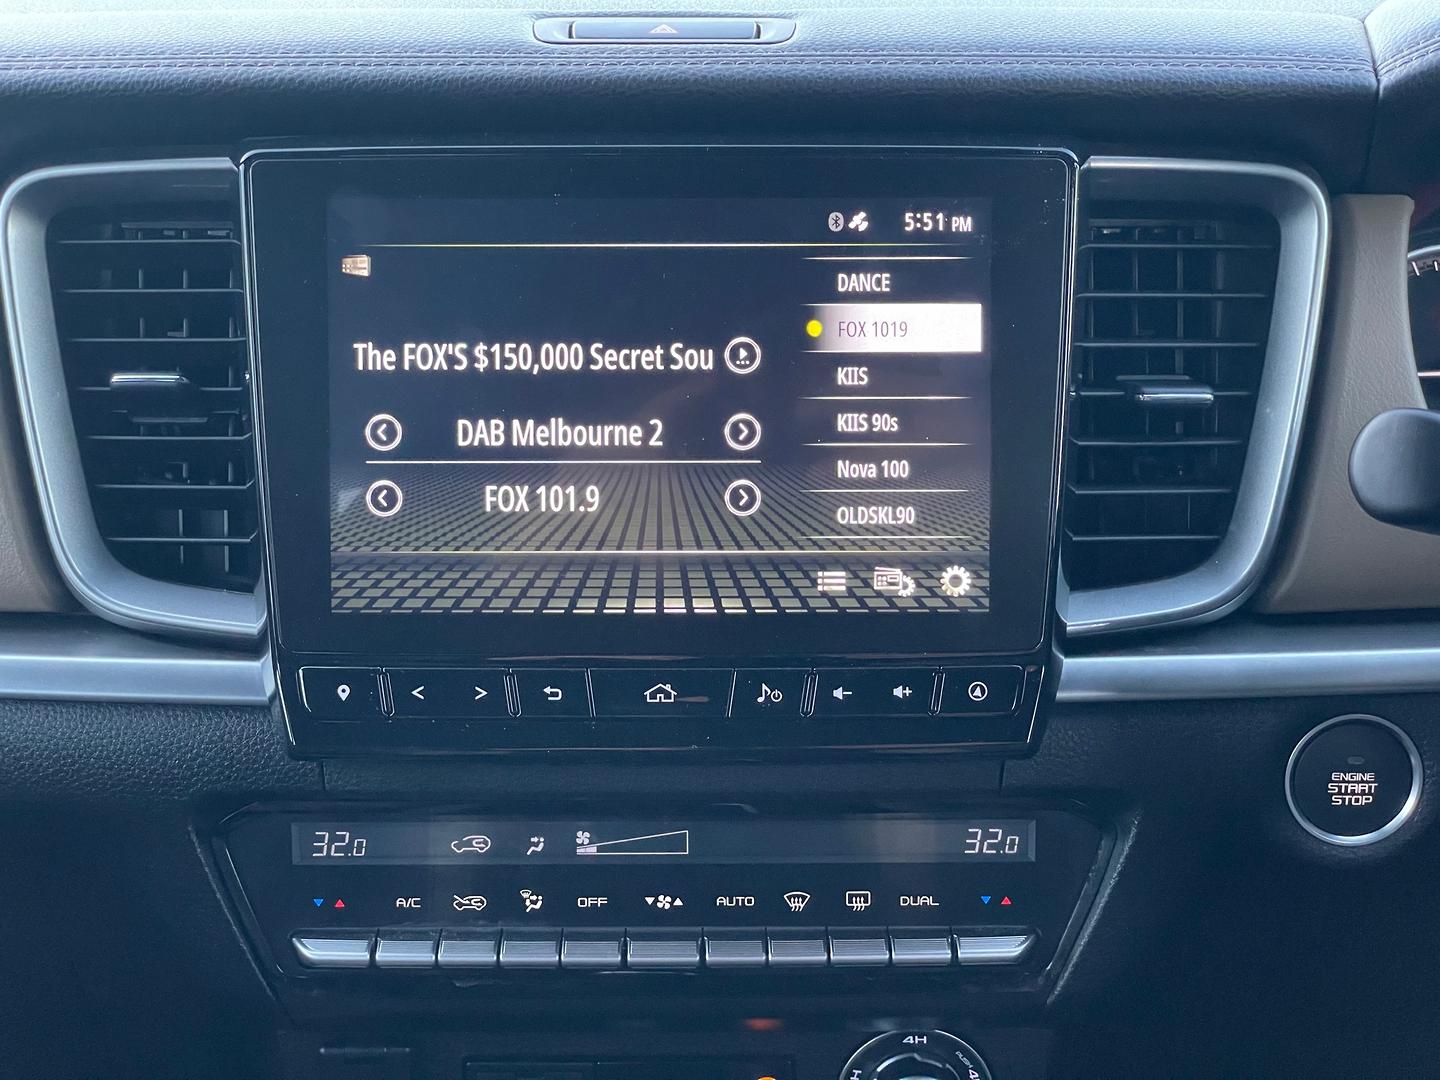 5:51 PM
DANCE
FOX 1019
The FOX'S $150,000 Secret Sou
KIIS
KIIS 90s
DAB Melbourne 2
Nova 100
FOX 101.9
OLDSKL90
ENGINE
START
STOP
32.0
32.0
A/C
OFF
AUTO
DUAL
4H